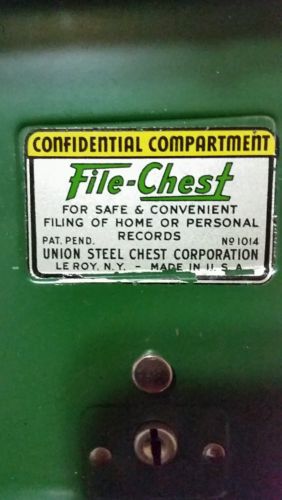 CONFIDENTIAL COMPARTMENT
File-Chest
FOR SAFE & CONVENIENT
FILING OF HOME OR PERSONAL
PAT. PEND. RECORDS No 1014
UNION STEEL CHEST CORPORATION
LE ROY, N.Y. - MADE IN U.S.A.